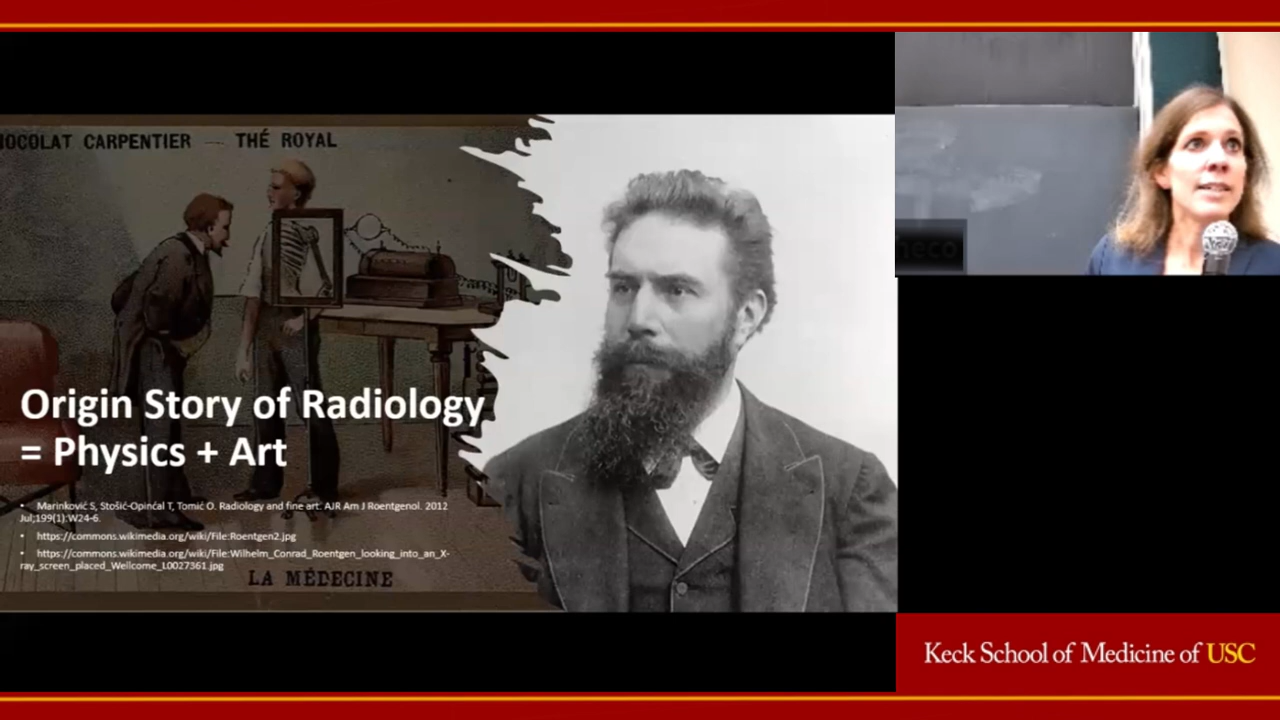 HOCOLAT CARPENTIER — THÉ ROYAL
Origin Story of Radiology
= Physics + Art
• Marinković S, Stošić-Opinćal T, Tomić O. Radiology and fine art. AJR Am J Roentgenol. 2012
Jul;199(1):W24-6.
• https://commons.wikimedia.org/wiki/File:Roentgen2.jpg
• https://commons.wikimedia.org/wiki/File:Wilhelm_Conrad_Roentgen_looking_into_an_X-
ray_screen_placed_Wellcome_L0027361.jpg
LA MÉDECINE
Keck School of Medicine of USC